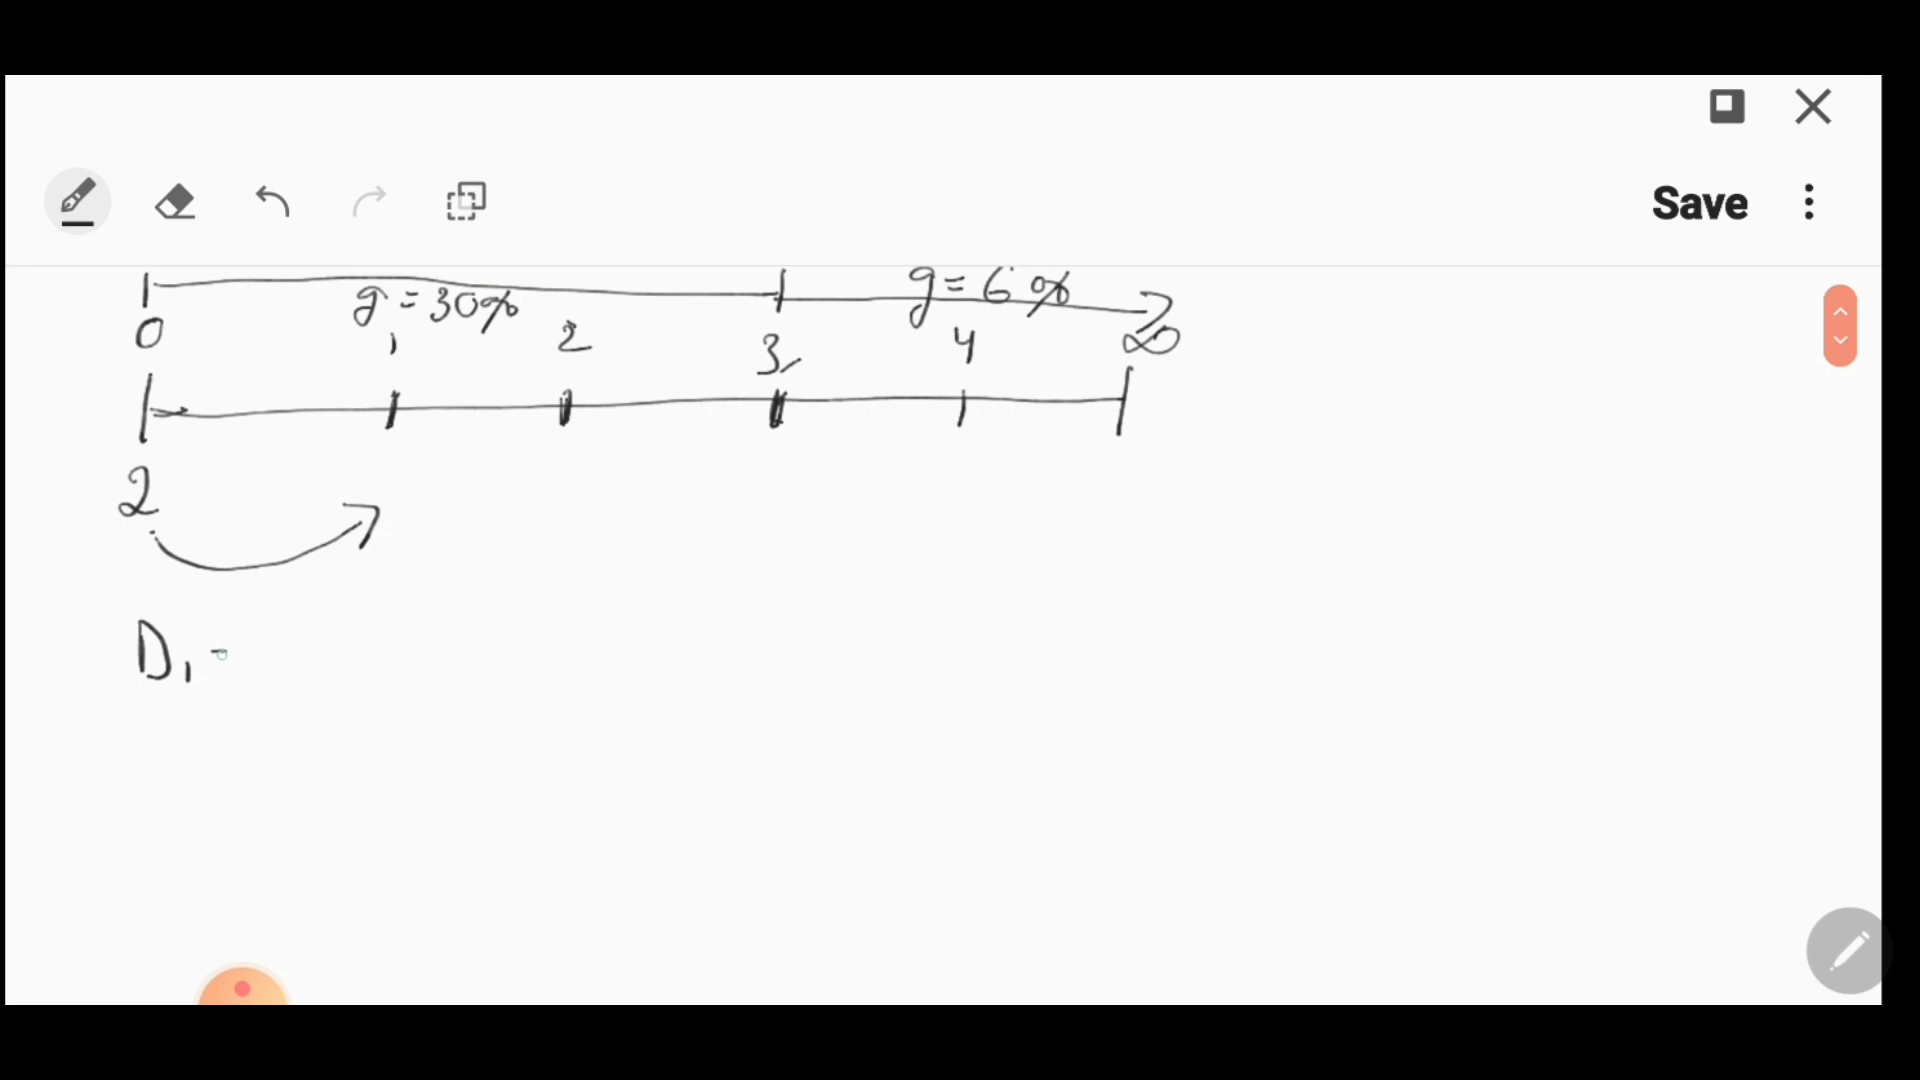 Save
g = 30% g = 6%
0 1 2 3 4 ∞
2
D₁ -